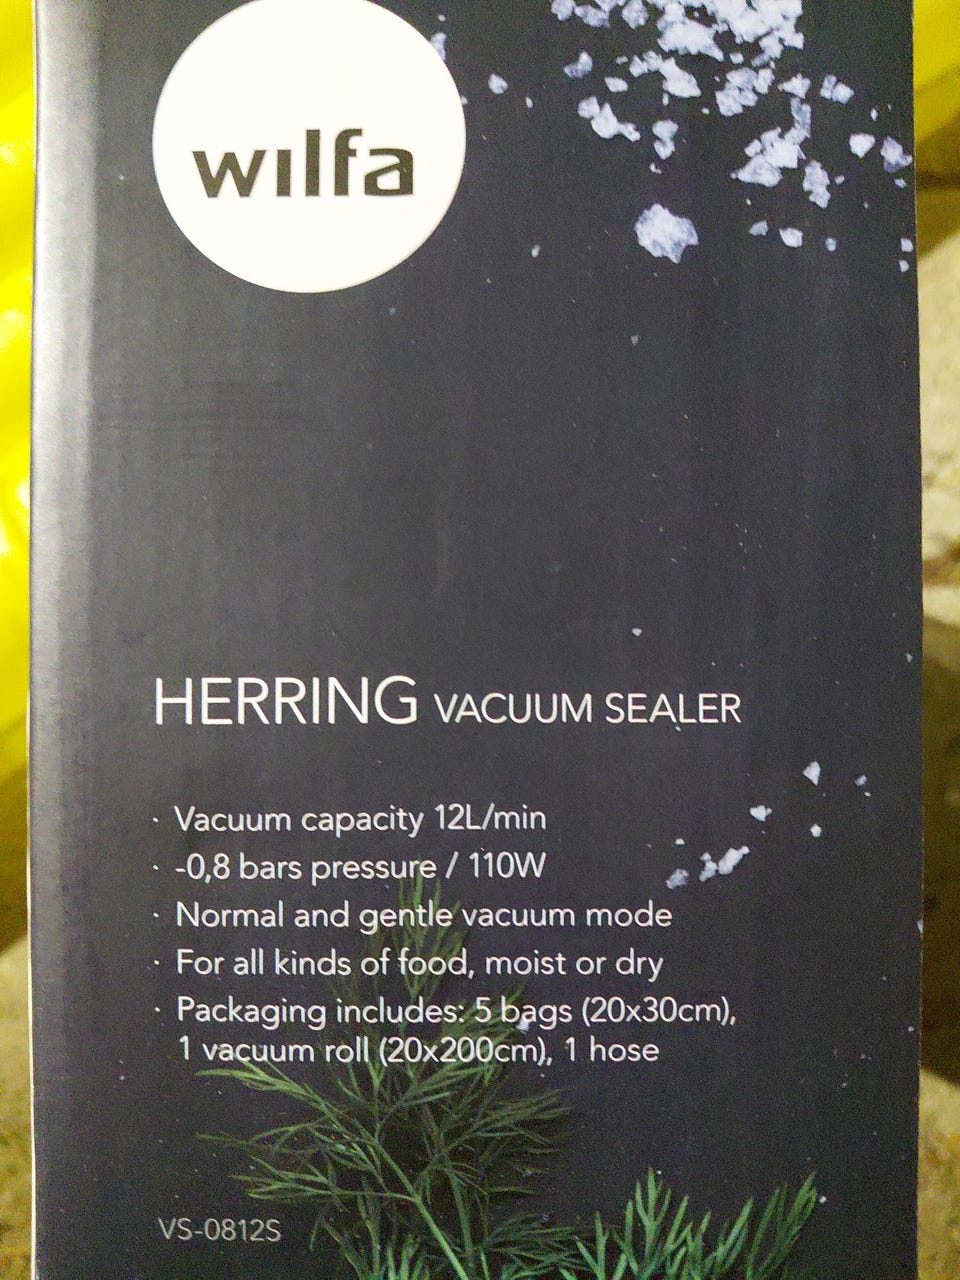 wilfa
HERRING VACUUM SEALER
· Vacuum capacity 12L/min
· -0,8 bars pressure / 110W
· Normal and gentle vacuum mode
· For all kinds of food, moist or dry
· Packaging includes: 5 bags (20x30cm),
1 vacuum roll (20x200cm), 1 hose
VS-0812S